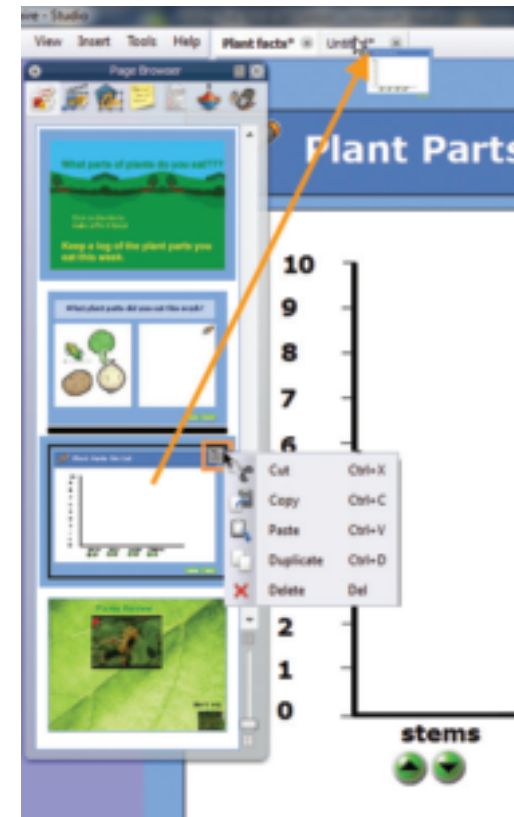 ire - Studio
View Insert Tools Help Plant facts* Untitled*
Page Browser
Plant Parts
What parts of plants do you eat???
Keep a log of the plant parts you
eat this week.
What plant parts did you eat this week?
10
9
8
7
6
Cut Ctrl+X
Copy Ctrl+C
Paste Ctrl+V
Duplicate Ctrl+D
Delete Del
2
1
0
stems